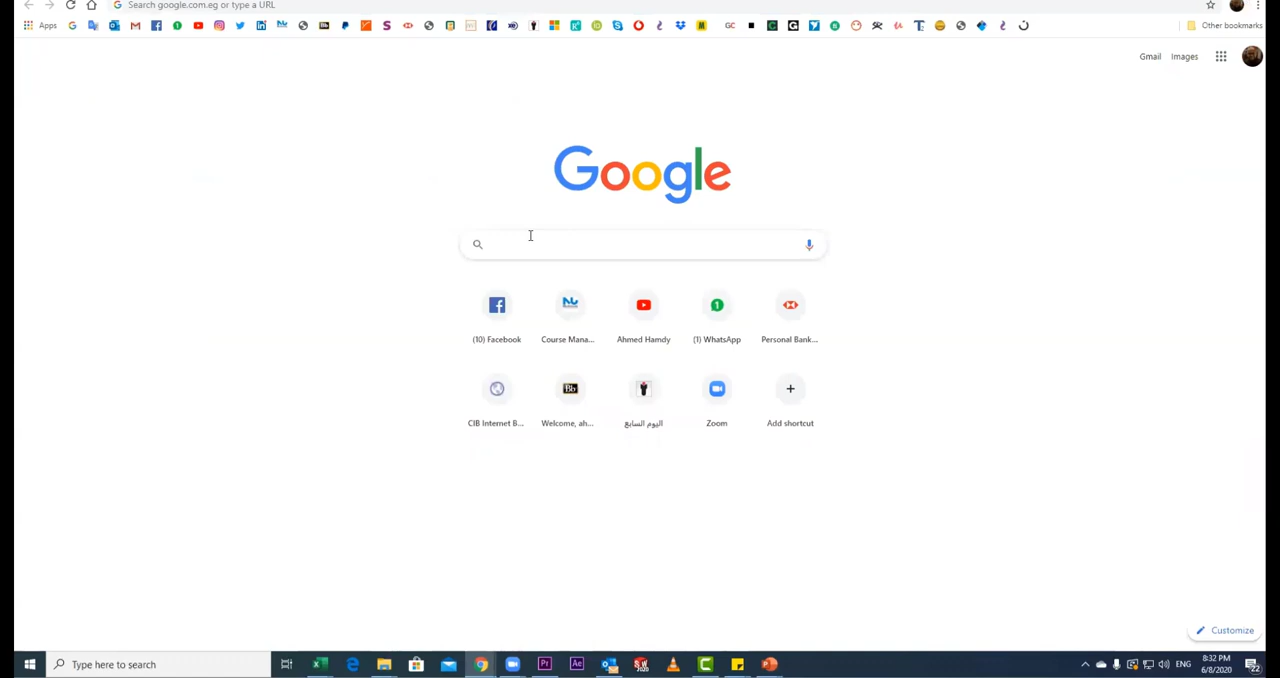 Search google.com.eg or type a URL
Apps
Other bookmarks
Gmail Images
Google
(10) Facebook
Course Mana...
Ahmed Hamdy
(1) WhatsApp
Personal Bank...
CIB Internet B...
Welcome, ah...
اليوم السابع
Zoom
Add shortcut
Customize
Type here to search
ENG
8:32 PM
6/8/2020
22